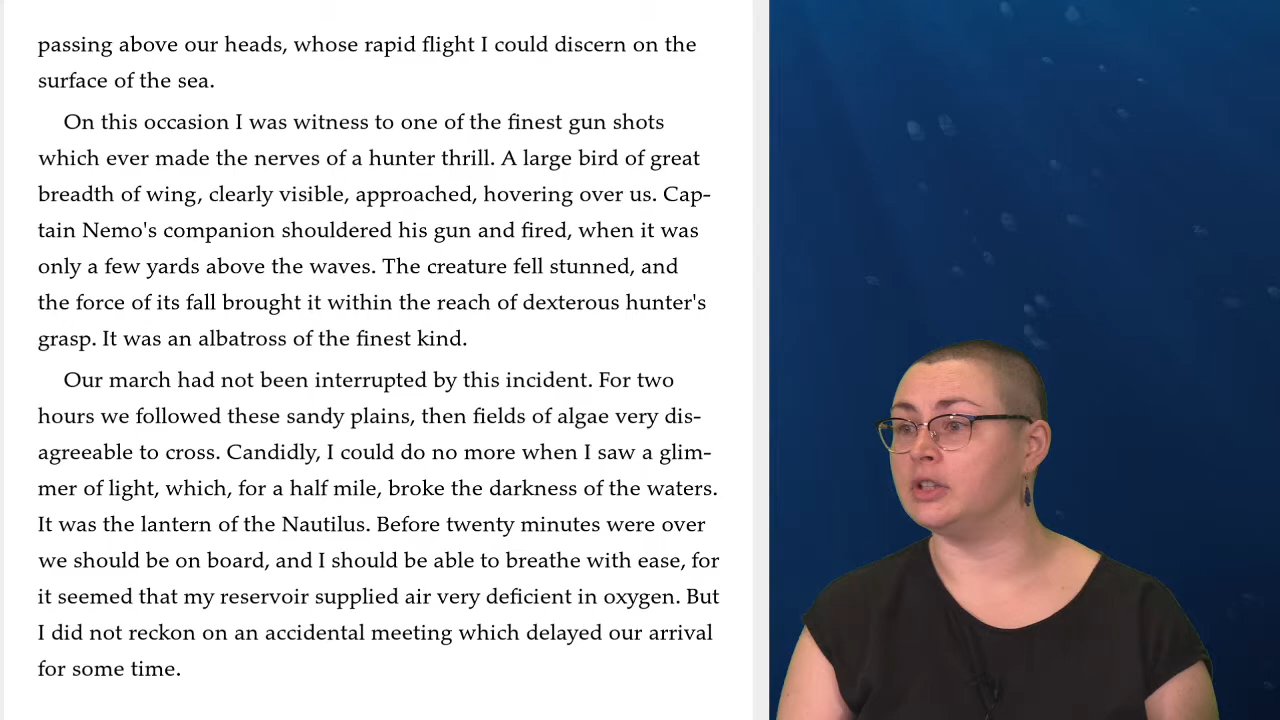 passing above our heads, whose rapid flight I could discern on the
surface of the sea.
On this occasion I was witness to one of the finest gun shots
which ever made the nerves of a hunter thrill. A large bird of great
breadth of wing, clearly visible, approached, hovering over us. Cap-
tain Nemo's companion shouldered his gun and fired, when it was
only a few yards above the waves. The creature fell stunned, and
the force of its fall brought it within the reach of dexterous hunter's
grasp. It was an albatross of the finest kind.
Our march had not been interrupted by this incident. For two
hours we followed these sandy plains, then fields of algae very dis-
agreeable to cross. Candidly, I could do no more when I saw a glim-
mer of light, which, for a half mile, broke the darkness of the waters.
It was the lantern of the Nautilus. Before twenty minutes were over
we should be on board, and I should be able to breathe with ease, for
it seemed that my reservoir supplied air very deficient in oxygen. But
I did not reckon on an accidental meeting which delayed our arrival
for some time.